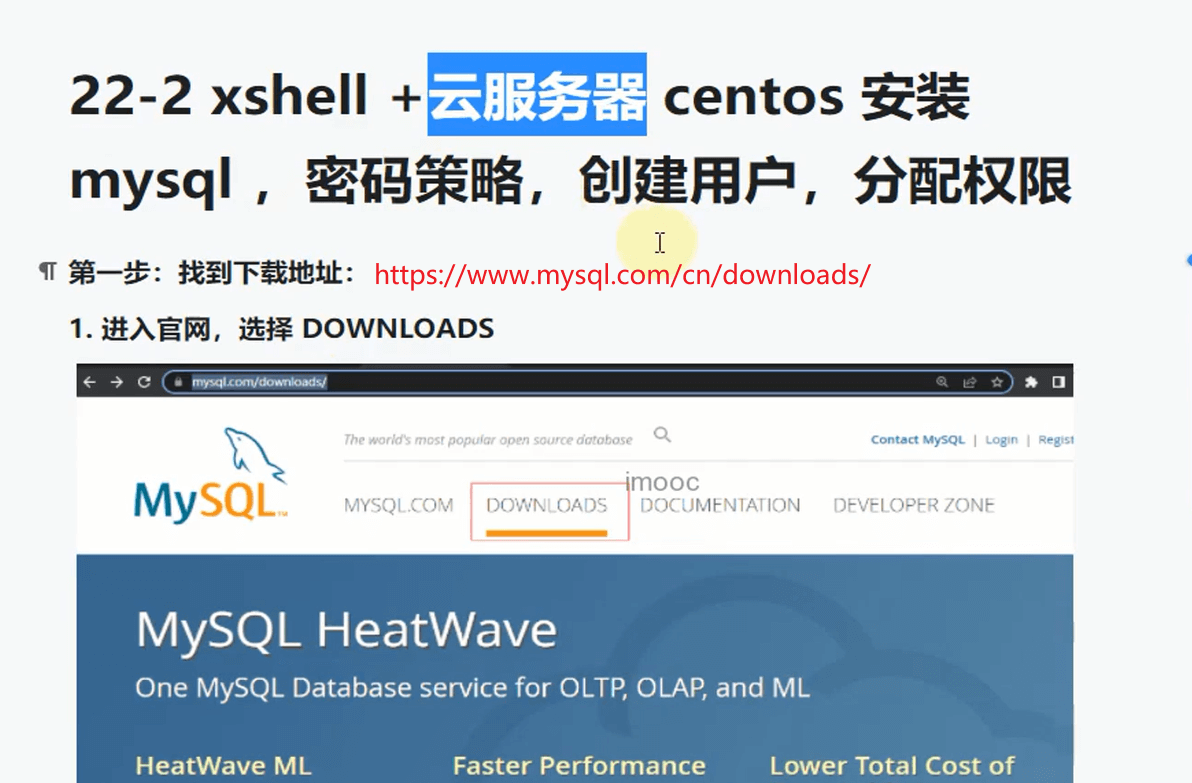 22-2 xshell +云服务器 centos 安装
mysql ，密码策略，创建用户，分配权限
¶ 第一步：找到下载地址： https://www.mysql.com/cn/downloads/
1. 进入官网，选择 DOWNLOADS
mysql.com/downloads/
The world's most popular open source database
Contact MySQL | Login | Regist
MySQL™
imooc
MYSQL.COM DOWNLOADS DOCUMENTATION DEVELOPER ZONE
MySQL HeatWave
One MySQL Database service for OLTP, OLAP, and ML
HeatWave ML Faster Performance Lower Total Cost of